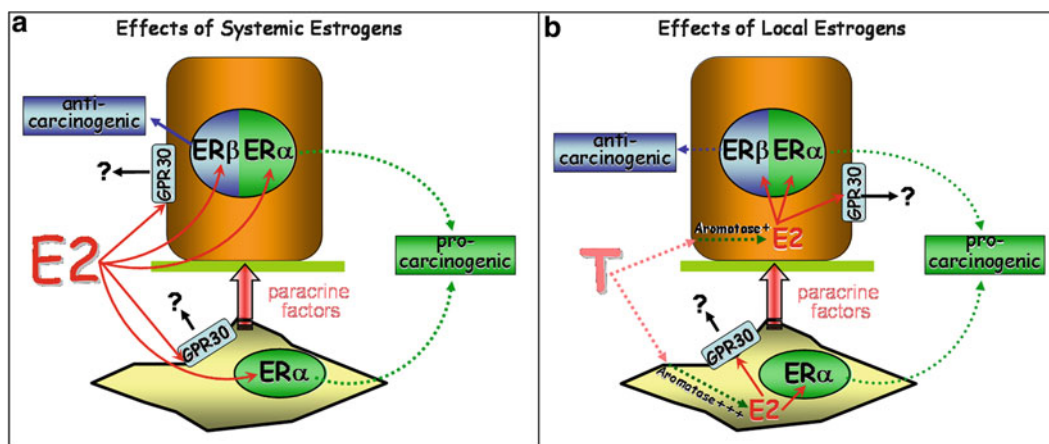 a
Effects of Systemic Estrogens
anti-
carcinogenic
ERβ ERα
GPR30
?
E2
pro-
carcinogenic
paracrine
factors
?
GPR30
ERα
b
Effects of Local Estrogens
anti-
carcinogenic
ERβ ERα
GPR30
?
Aromatase+
E2
T
pro-
carcinogenic
paracrine
factors
?
GPR30
ERα
Aromatase+++
E2